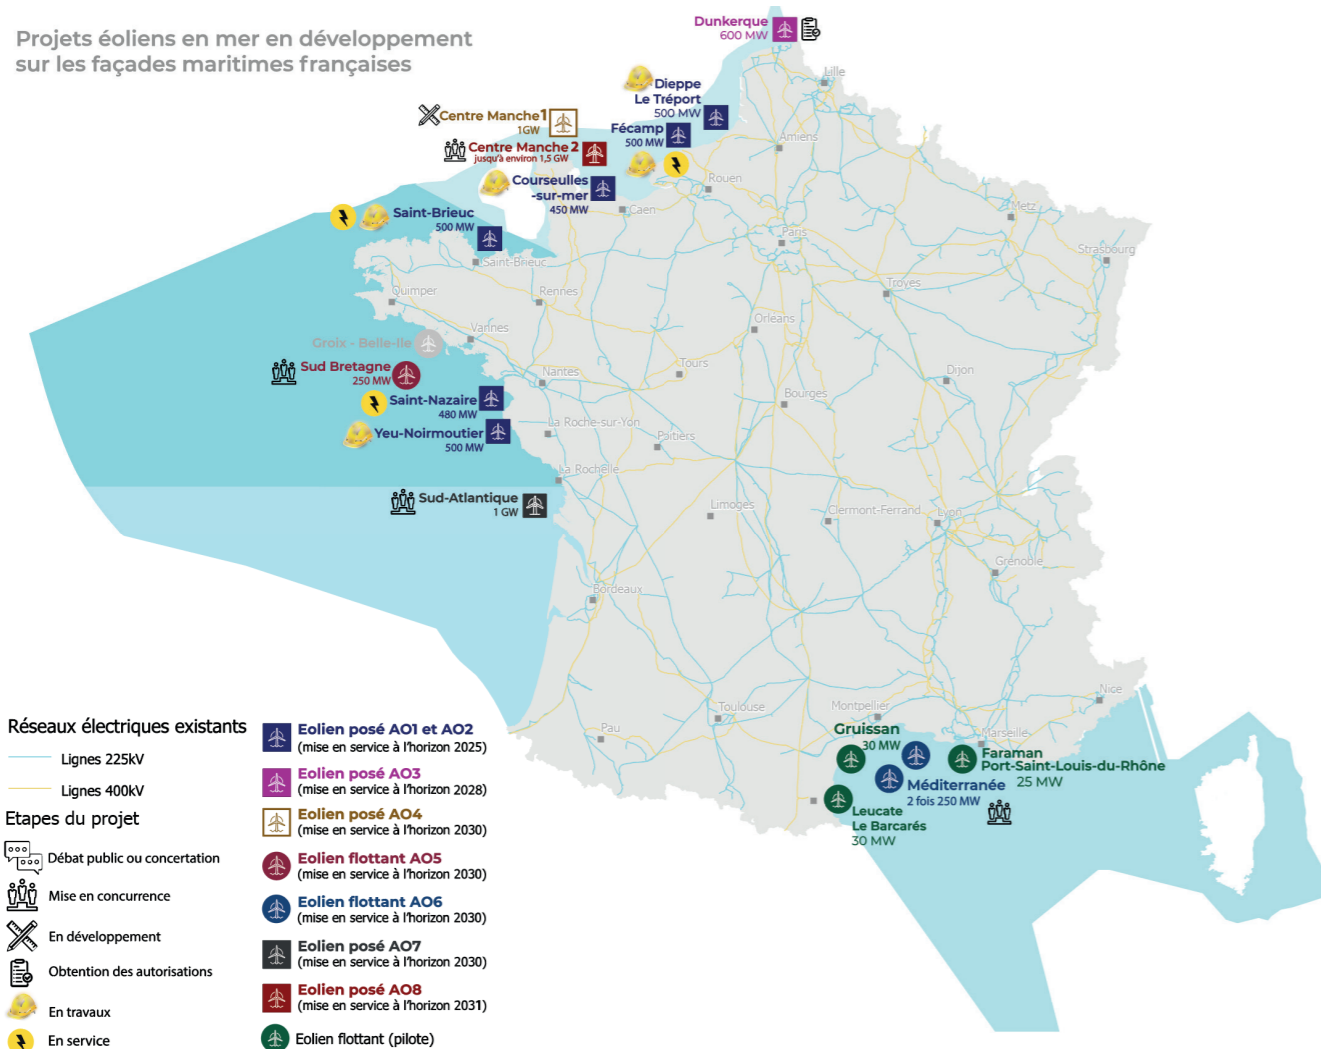 Projets éoliens en mer en développement
sur les façades maritimes françaises
Dunkerque
600 MW
Lille
Dieppe
Le Tréport
500 MW
Centre Manche 1
1GW
Fécamp
500 MW
Amiens
Centre Manche 2
jusqu'à environ 1,5 GW
Rouen
Courseulles
-sur-mer
450 MW
Caen
Metz
Saint-Brieuc
500 MW
Paris
Strasbourg
Saint-Brieuc
Quimper
Rennes
Troyes
Vannes
Orléans
Groix - Belle-Ile
Sud Bretagne
250 MW
Tours
Dijon
Nantes
Saint-Nazaire
480 MW
Bourges
La Roche-sur-Yon
Yeu-Noirmoutier
500 MW
Poitiers
La Rochelle
Sud-Atlantique
1 GW
Limoges
Clermont-Ferrand
Lyon
Grenoble
Bordeaux
Nice
Montpellier
Toulouse
Pau
Marseille
Gruissan
30 MW
Faraman
Port-Saint-Louis-du-Rhône
25 MW
Méditerranée
2 fois 250 MW
Leucate
Le Barcarés
30 MW
Réseaux électriques existants
Lignes 225kV
Lignes 400kV
Etapes du projet
Débat public ou concertation
Mise en concurrence
En développement
Obtention des autorisations
En travaux
En service
Eolien posé AO1 et AO2
(mise en service à l'horizon 2025)
Eolien posé AO3
(mise en service à l'horizon 2028)
Eolien posé AO4
(mise en service à l'horizon 2030)
Eolien flottant AO5
(mise en service à l'horizon 2030)
Eolien flottant AO6
(mise en service à l'horizon 2030)
Eolien posé AO7
(mise en service à l'horizon 2030)
Eolien posé AO8
(mise en service à l'horizon 2031)
Eolien flottant (pilote)